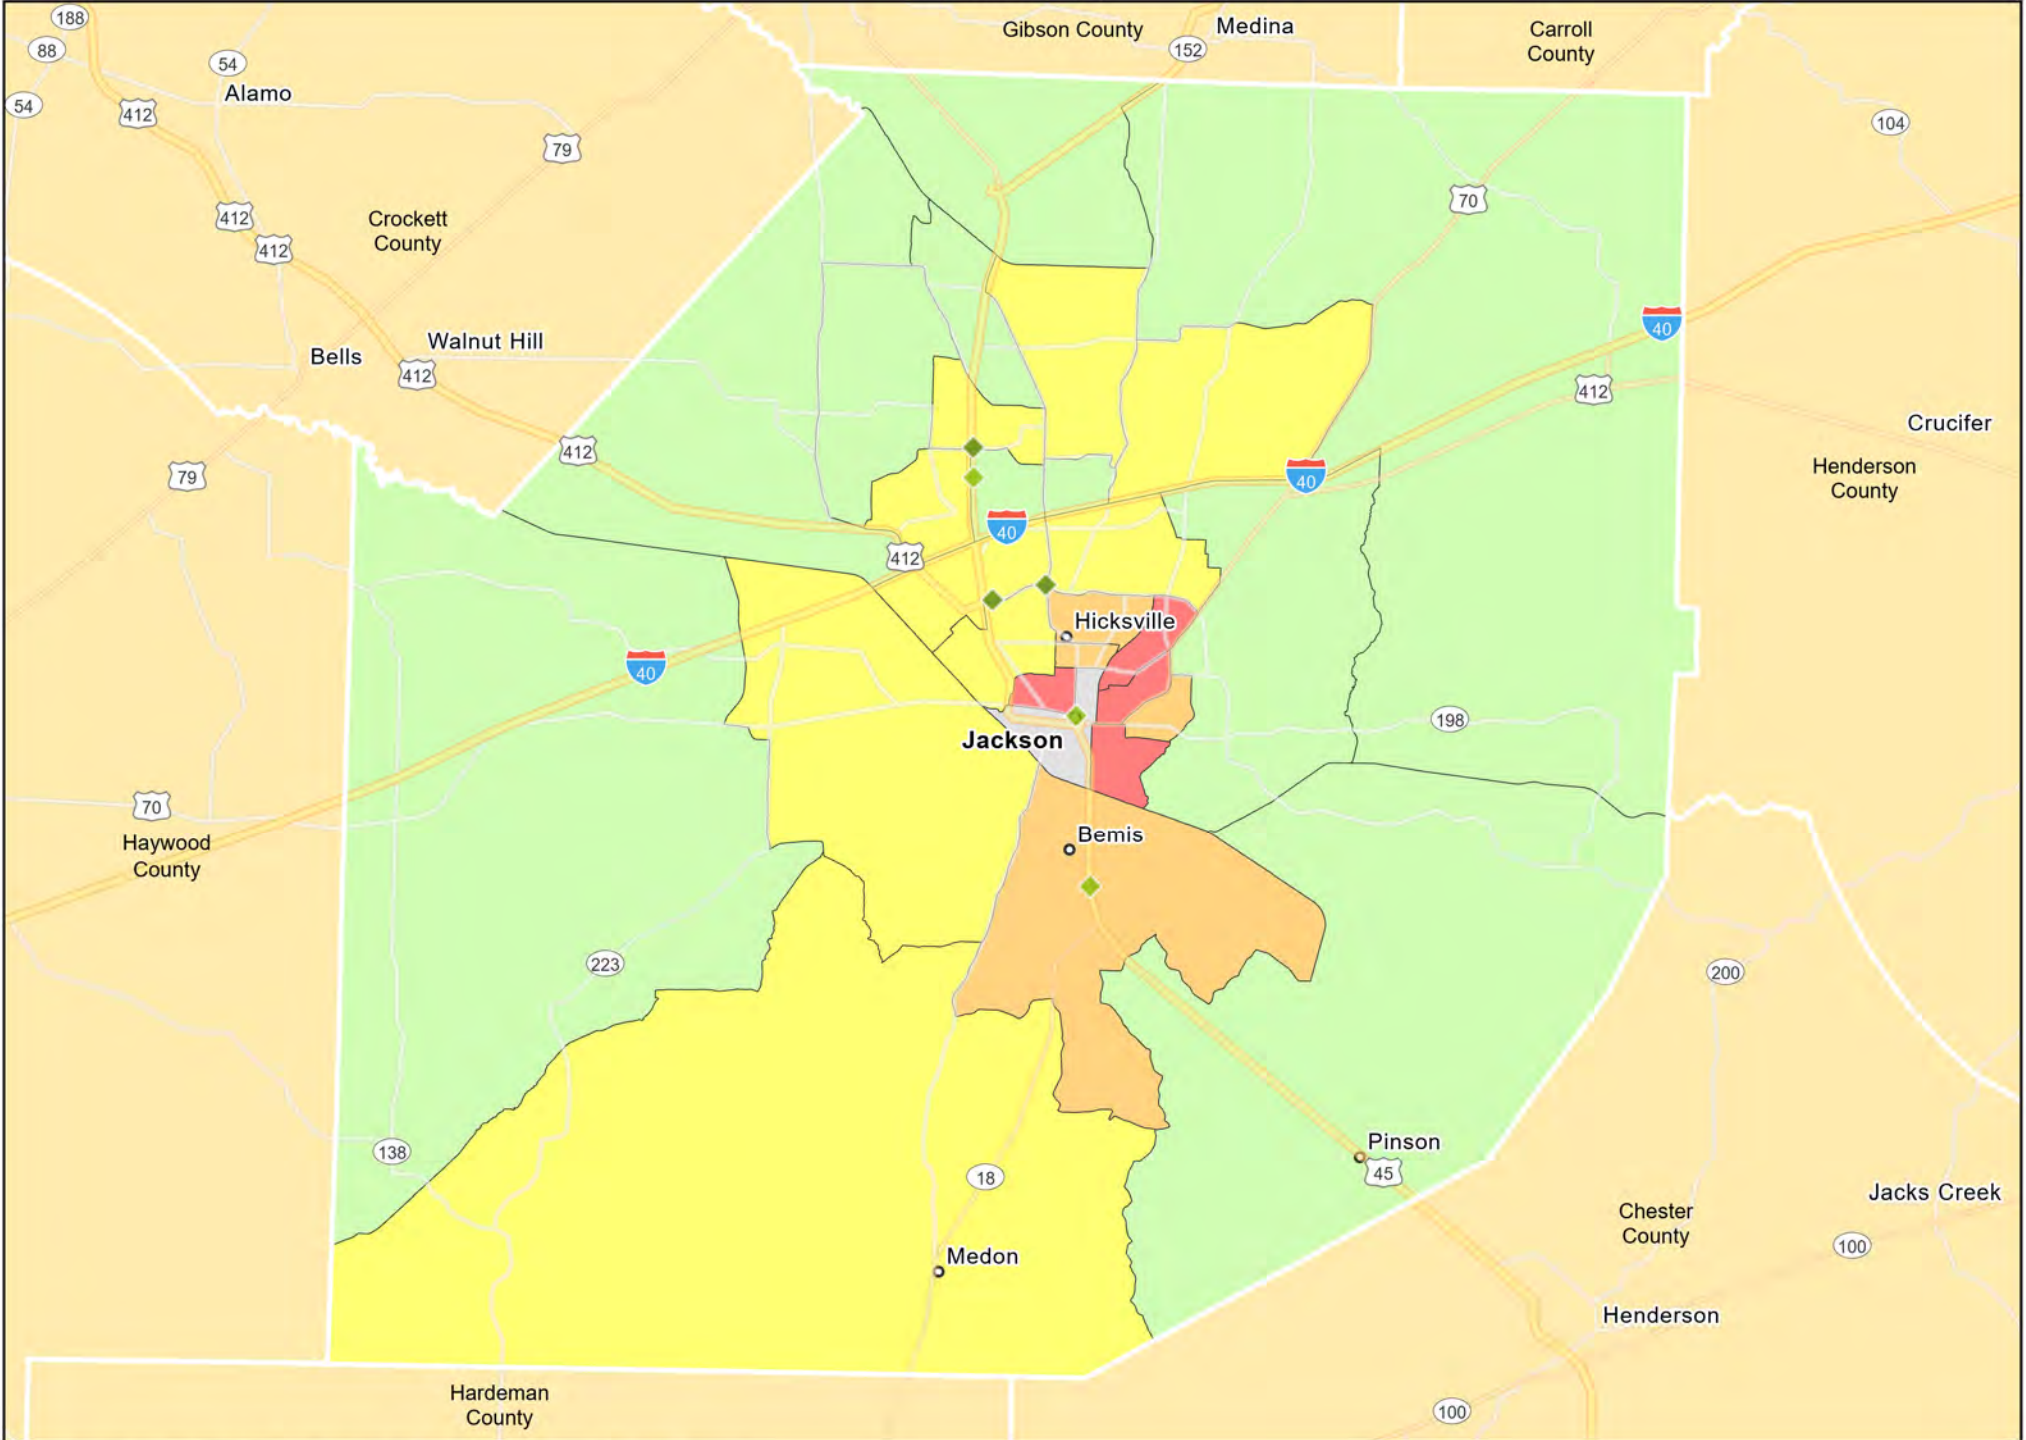 188
Gibson County
Medina
Carroll
County
88
152
54
Alamo
54
412
104
79
70
412
Crockett
County
412
40
Walnut Hill
Bells
412
412
Crucifer
412
79
Henderson
County
40
40
412
Hicksville
40
198
Jackson
70
Bemis
Haywood
County
223
200
138
Pinson
45
18
Jacks Creek
Chester
County
100
Medon
Henderson
Hardeman
County
100